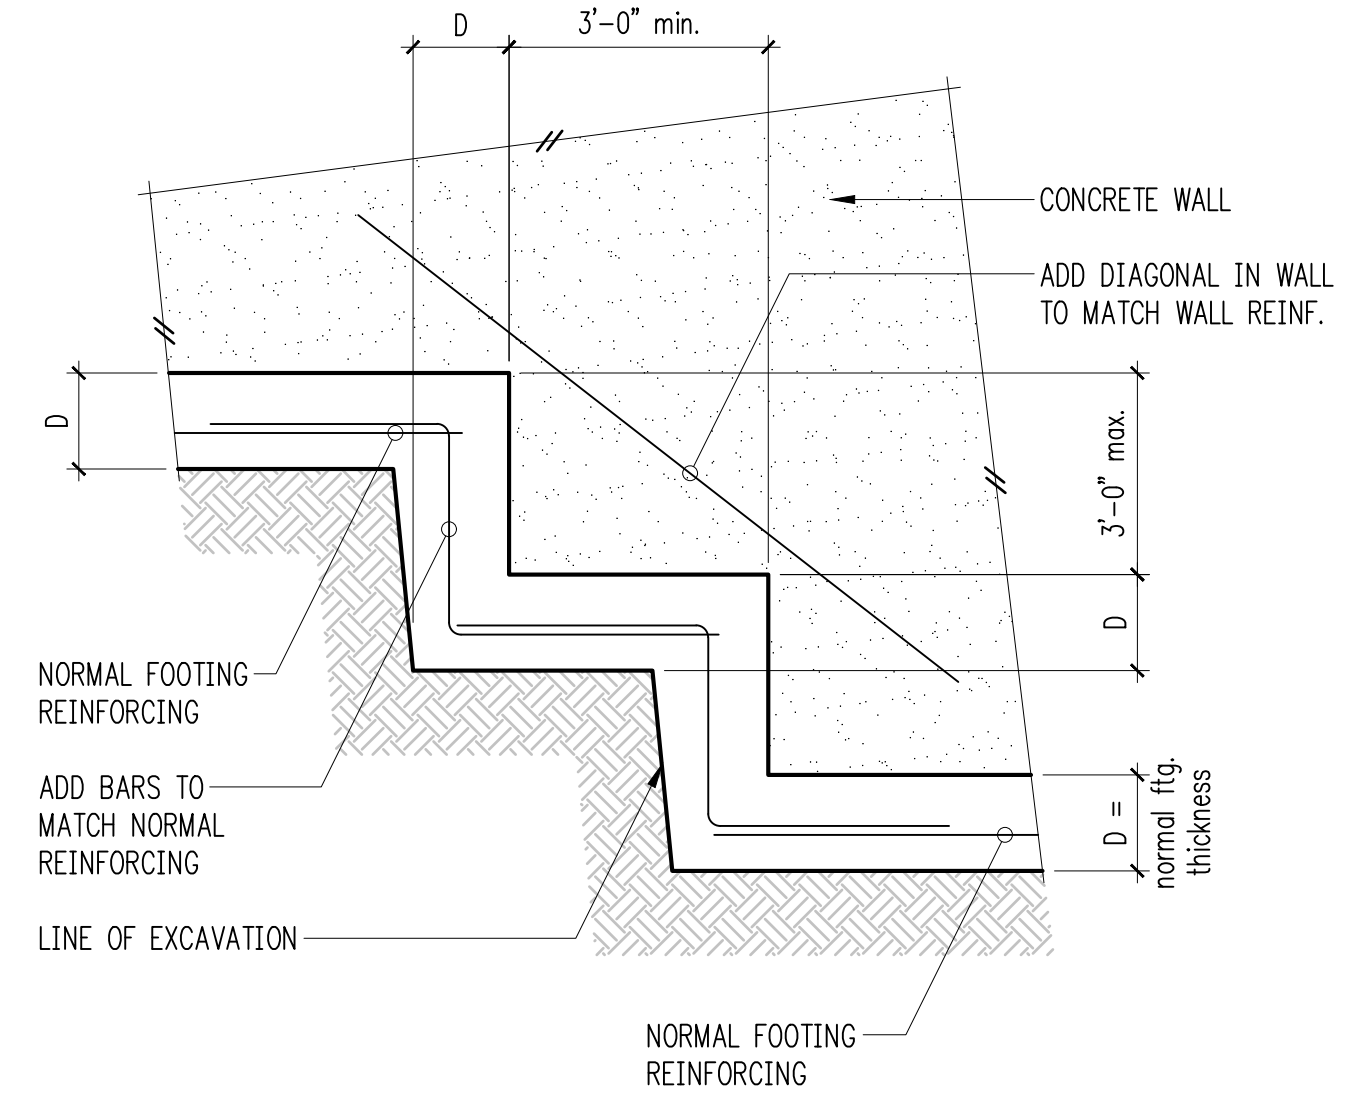 D
3'-0" min.
CONCRETE WALL
ADD DIAGONAL IN WALL
TO MATCH WALL REINF.
D
3'-0" max.
D
NORMAL FOOTING
REINFORCING
ADD BARS TO
MATCH NORMAL
REINFORCING
D =
normal ftg.
thickness
LINE OF EXCAVATION
NORMAL FOOTING
REINFORCING